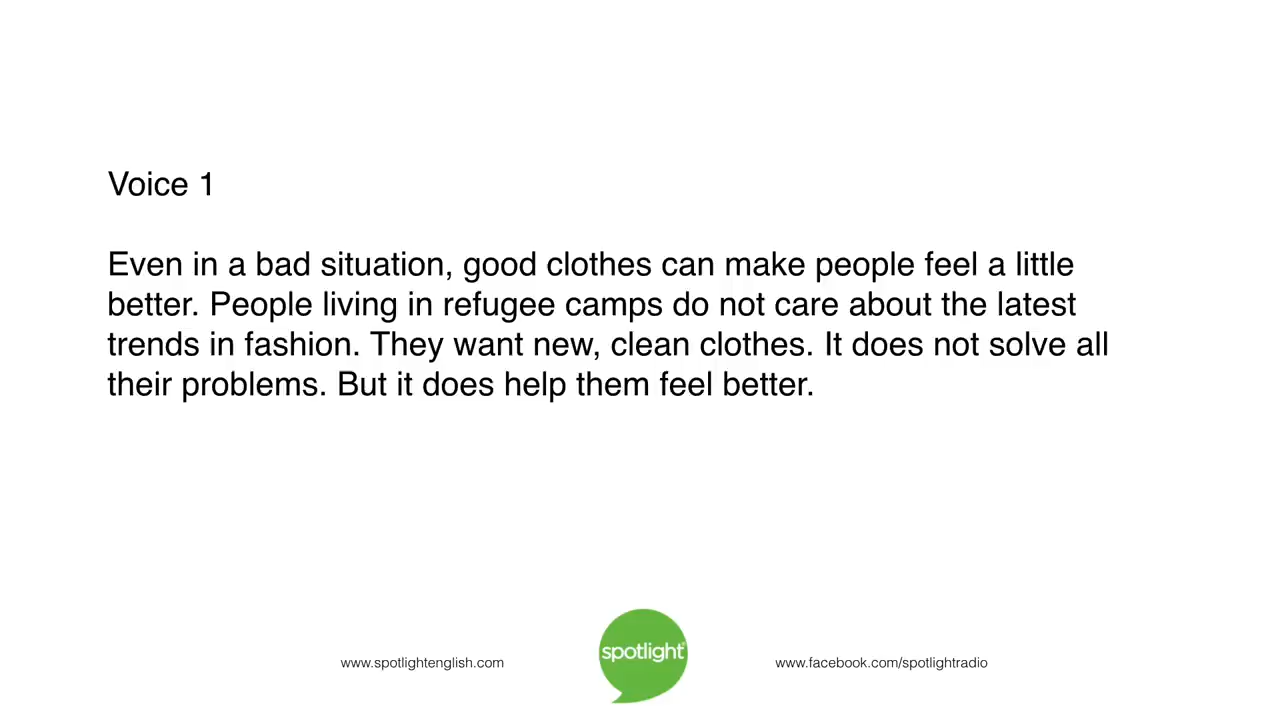 Voice 1
Even in a bad situation, good clothes can make people feel a little
better. People living in refugee camps do not care about the latest
trends in fashion. They want new, clean clothes. It does not solve all
their problems. But it does help them feel better.
spotlight®
www.spotlightenglish.com
www.facebook.com/spotlightradio